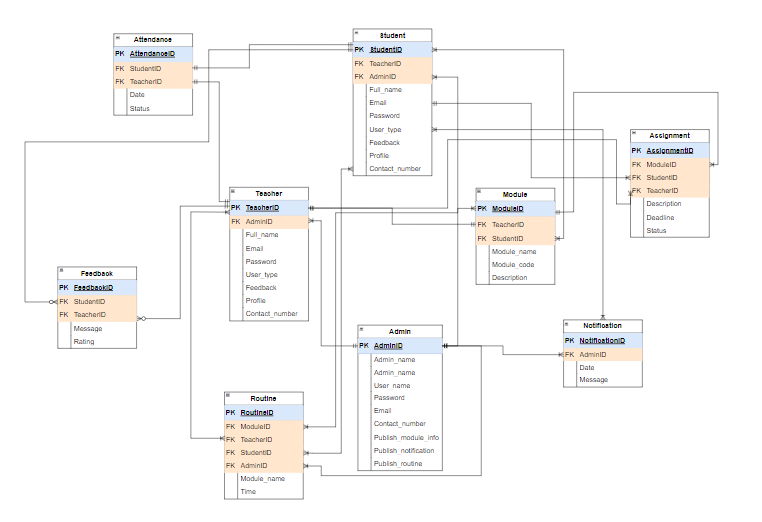 Attendance
PK AttendanceID
FK StudentID
FK TeacherID
Date
Status
Student
PK StudentID
FK TeacherID
FK AdminID
Full_name
Email
Password
User_type
Feedback
Profile
Contact_number
Assignment
PK AssignmentID
FK ModuleID
FK StudentID
FK TeacherID
Description
Deadline
Status
Teacher
PK TeacherID
FK AdminID
Full_name
Email
Password
User_type
Feedback
Profile
Contact_number
Module
PK ModuleID
FK TeacherID
FK StudentID
Module_name
Module_code
Description
Feedback
PK FeedbackID
FK StudentID
FK TeacherID
Message
Rating
Admin
PK AdminID
Admin_name
Admin_name
User_name
Password
Email
Contact_number
Publish_module_info
Publish_notification
Publish_routine
Notification
PK NotificationID
FK AdminID
Date
Message
Routine
PK RoutineID
FK ModuleID
FK TeacherID
FK StudentID
FK AdminID
Module_name
Time